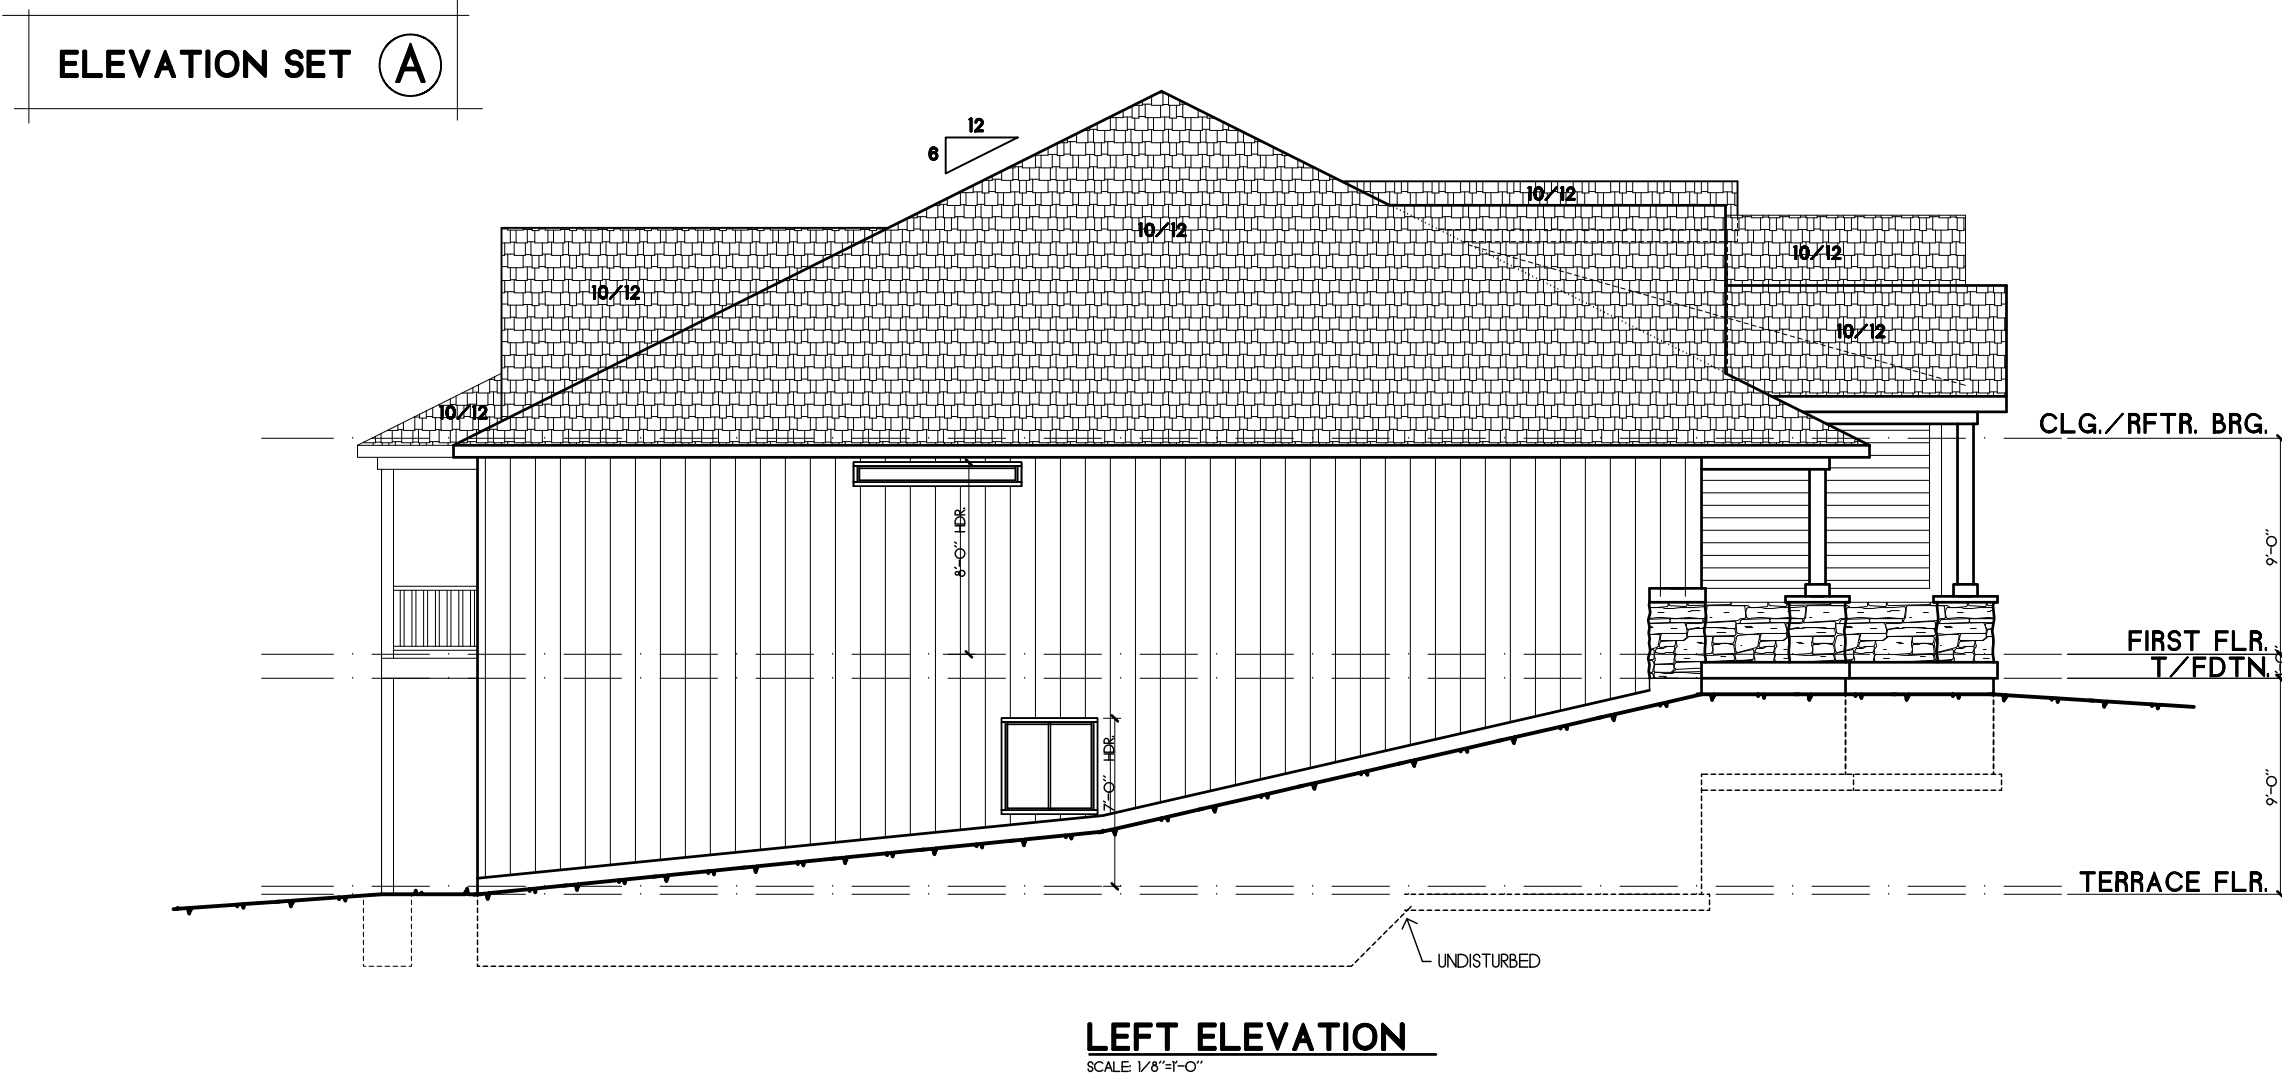 ELEVATION SET A
12
6
10/12
10/12
10/12
10/12
10/12
10/12
CLG./RFTR. BRG.
8'-0" HDR.
9'-0"
FIRST FLR.
T/FDTN.
7'-0" HDR.
9'-0"
TERRACE FLR.
UNDISTURBED
LEFT ELEVATION
SCALE: 1/8"=1'-0"